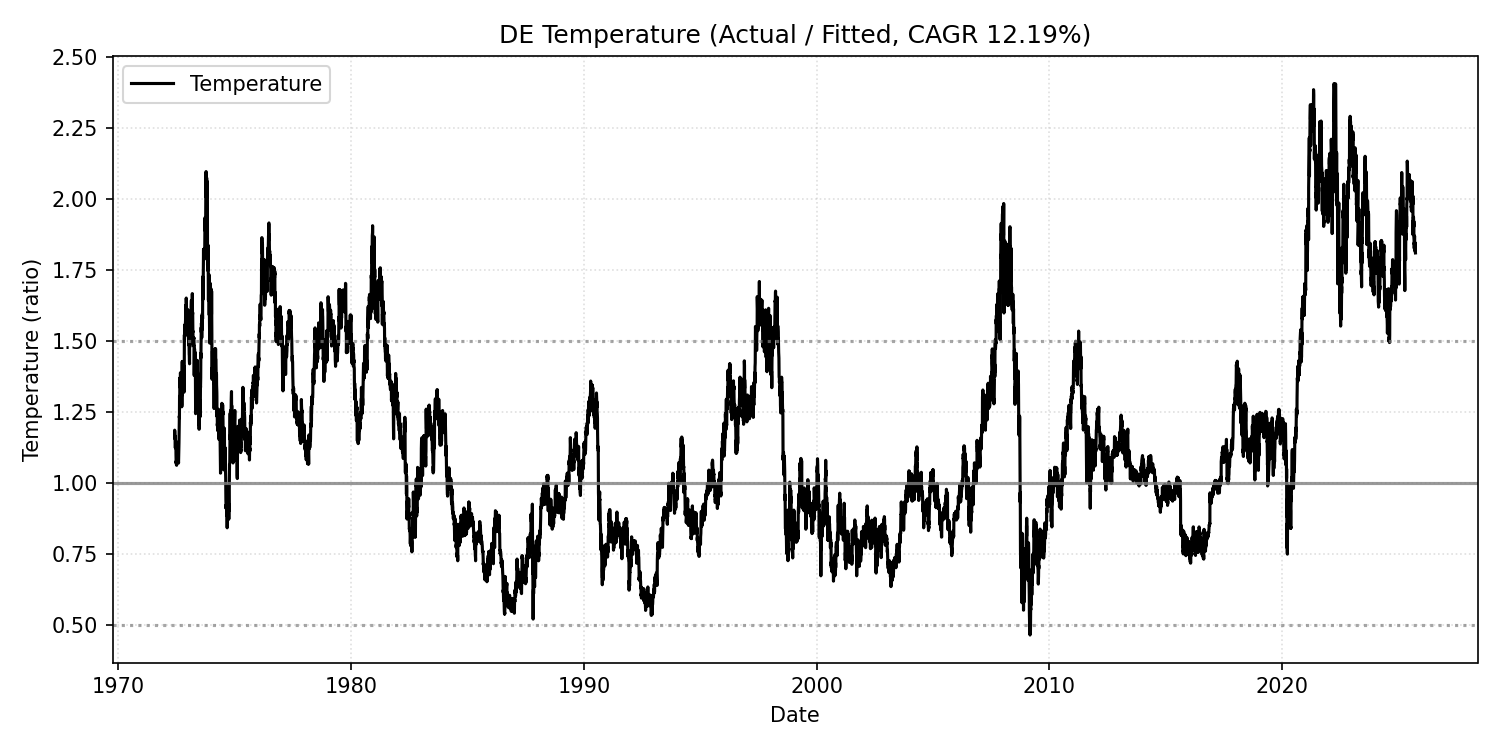 DE Temperature (Actual / Fitted, CAGR 12.19%)
Temperature
Temperature (ratio)
2.50
2.25
2.00
1.75
1.50
1.25
1.00
0.75
0.50
1970 1980 1990 2000 2010 2020
Date